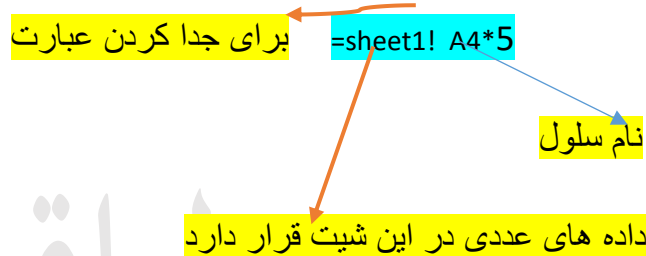 برای جدا کردن عبارت
=sheet1! A4*5
نام سلول
داده های عددی در این شیت قرار دارد